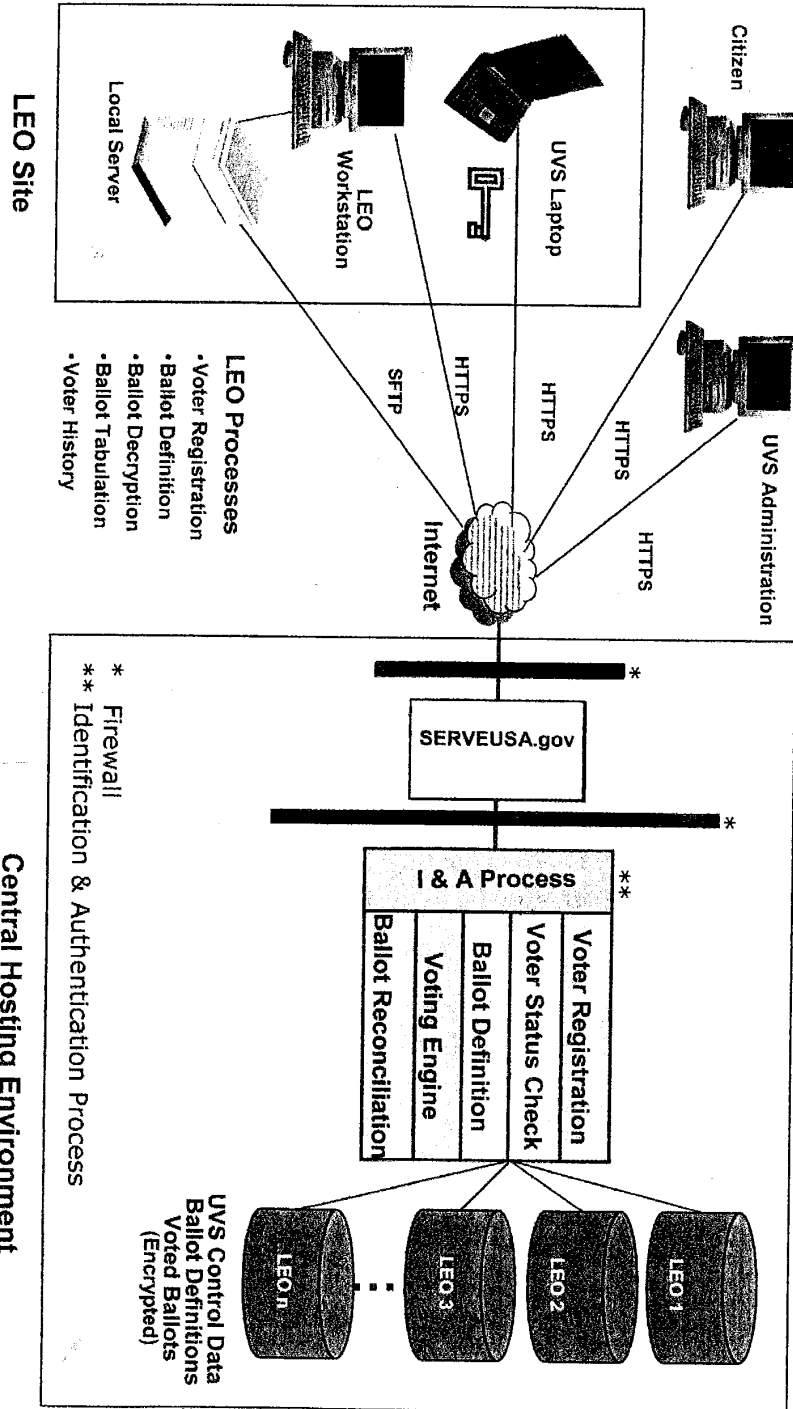 Citizen
UVS Administration
UVS Laptop
LEO
Workstation
Local Server
LEO Site
HTTPS
HTTPS
HTTPS
HTTPS
SFTP
Internet
LEO Processes
•Voter Registration
•Ballot Definition
•Ballot Decryption
•Ballot Tabulation
•Voter History
*
SERVEUSA.gov
*
**
I & A Process
Voter Registration
Voter Status Check
Ballot Definition
Voting Engine
Ballot Reconciliation
LEO 1
LEO 2
LEO 3
LEO n
UVS Control Data
Ballot Definitions
Voted Ballots
(Encrypted)
* Firewall
** Identification & Authentication Process
Central Hosting Environment